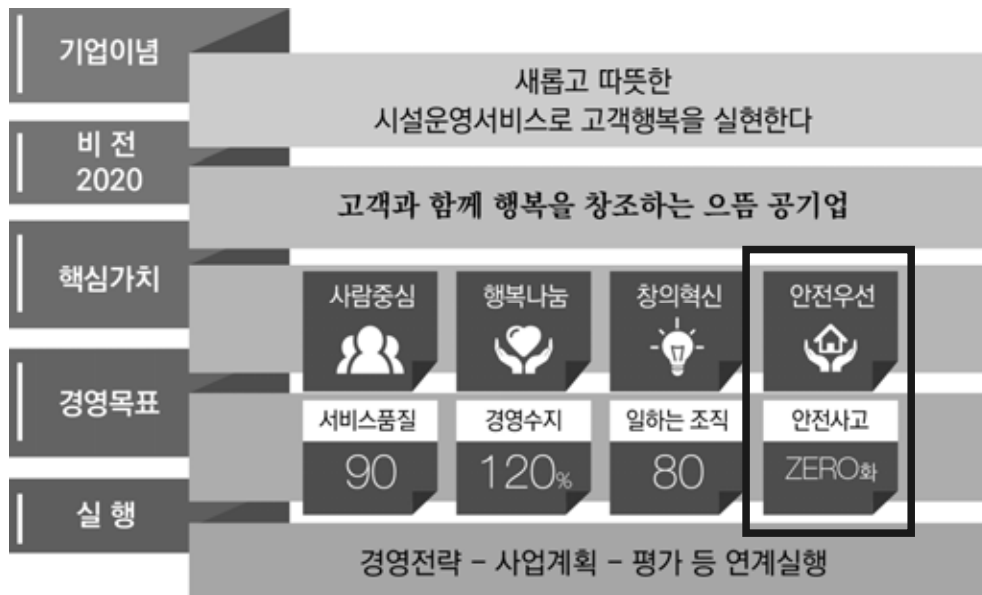 기업이념
새롭고 따뜻한
시설운영서비스로 고객행복을 실현한다
비 전
2020
고객과 함께 행복을 창조하는 으뜸 공기업
핵심가치
사람중심 행복나눔 창의혁신 안전우선
경영목표
서비스품질 경영수지 일하는 조직 안전사고
90 120% 80 ZERO화
실 행
경영전략 – 사업계획 – 평가 등 연계실행